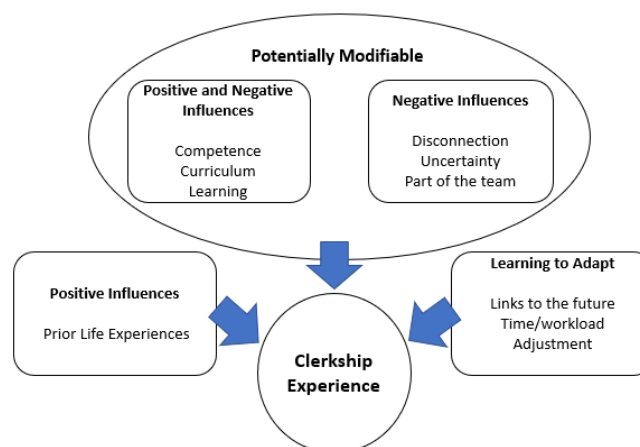 Potentially Modifiable
Positive and Negative
Influences
Competence
Curriculum
Learning
Negative Influences
Disconnection
Uncertainty
Part of the team
Positive Influences
Prior Life Experiences
Learning to Adapt
Links to the future
Time/workload
Adjustment
Clerkship
Experience